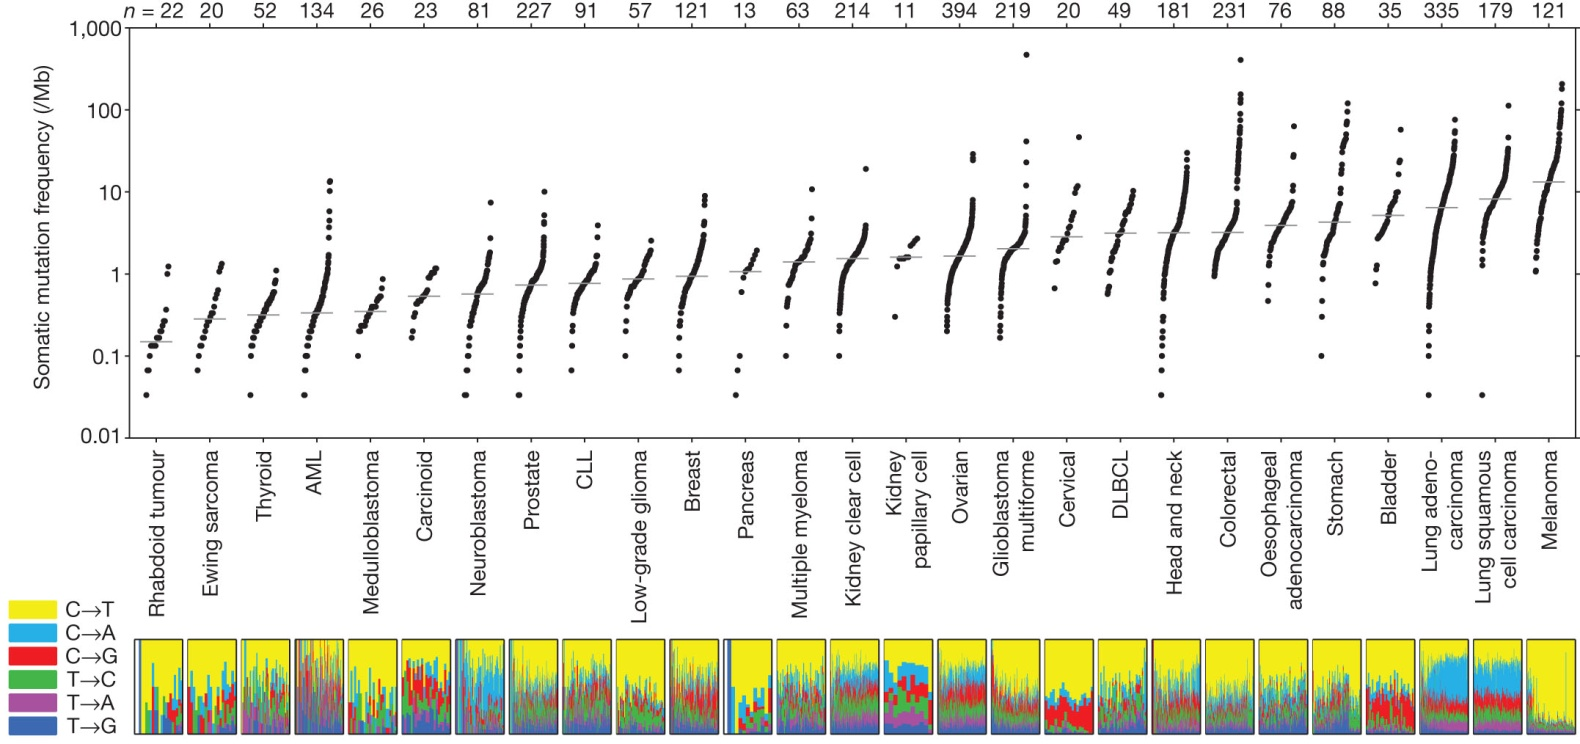 n = 22 20 52 134 26 23 81 227 91 57 121 13 63 214 11 394 219 20 49 181 231 76 88 35 335 179 121
Somatic mutation frequency (/Mb)
1,000
100
10
1
0.1
0.01
Rhabdoid tumour
Ewing sarcoma
Thyroid
AML
Medulloblastoma
Carcinoid
Neuroblastoma
Prostate
CLL
Low-grade glioma
Breast
Pancreas
Multiple myeloma
Kidney clear cell
Kidney
papillary cell
Ovarian
Glioblastoma
multiforme
Cervical
DLBCL
Head and neck
Colorectal
Oesophageal
adenocarcinoma
Stomach
Bladder
Lung adeno-
carcinoma
Lung squamous
cell carcinoma
Melanoma
C→T
C→A
C→G
T→C
T→A
T→G